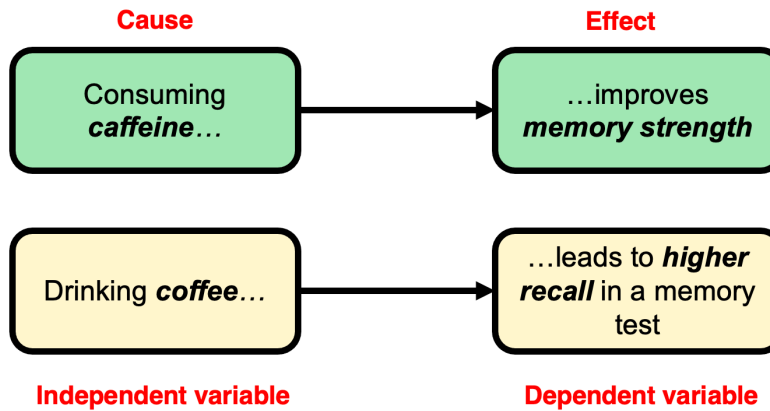 Cause
Effect
Consuming
caffeine…
…improves
memory strength
Drinking coffee…
…leads to higher
recall in a memory
test
Independent variable
Dependent variable